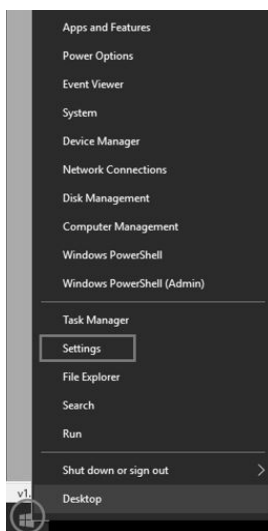 Apps and Features
Power Options
Event Viewer
System
Device Manager
Network Connections
Disk Management
Computer Management
Windows PowerShell
Windows PowerShell (Admin)
Task Manager
Settings
File Explorer
Search
Run
Shut down or sign out
Desktop
v1.